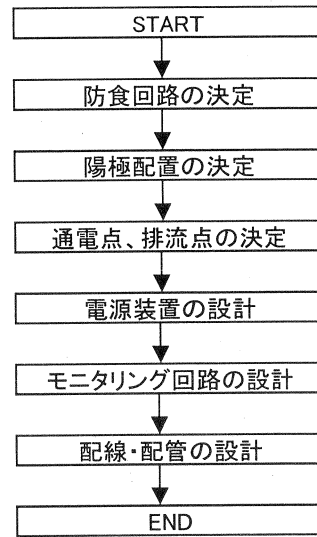 START
防食回路の決定
陽極配置の決定
通電点、排流点の決定
電源装置の設計
モニタリング回路の設計
配線・配管の設計
END